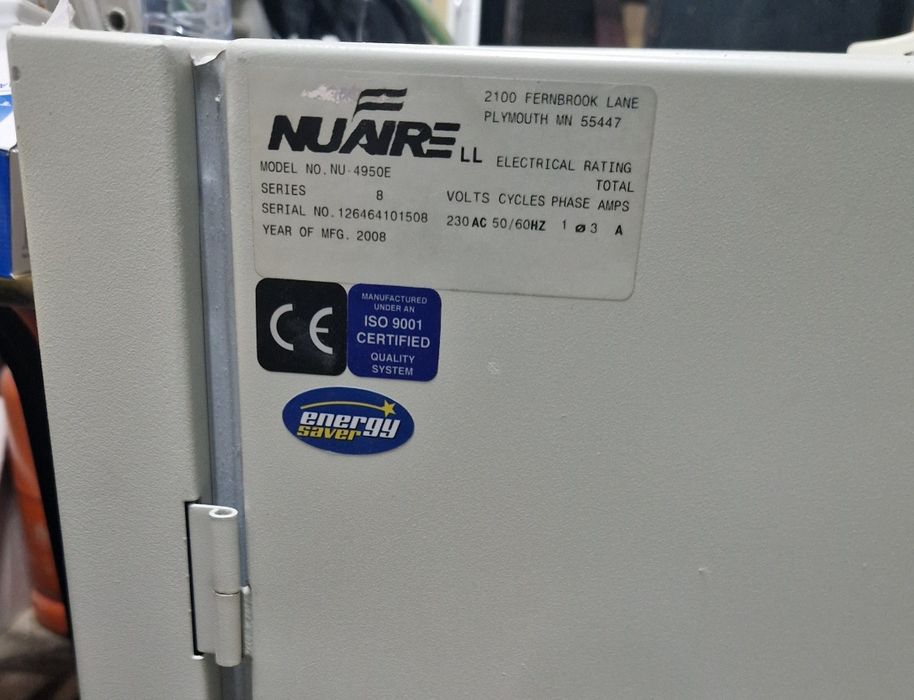 2100 FERNBROOK LANE
PLYMOUTH MN 55447
NUAIRE LL
ELECTRICAL RATING
MODEL NO. NU-4950E
TOTAL
SERIES 8
VOLTS CYCLES PHASE AMPS
SERIAL NO. 126464101508
230 AC 50/60HZ 1 ø 3 A
YEAR OF MFG. 2008
CE
MANUFACTURED
UNDER AN
ISO 9001
CERTIFIED
QUALITY
SYSTEM
energy
saver